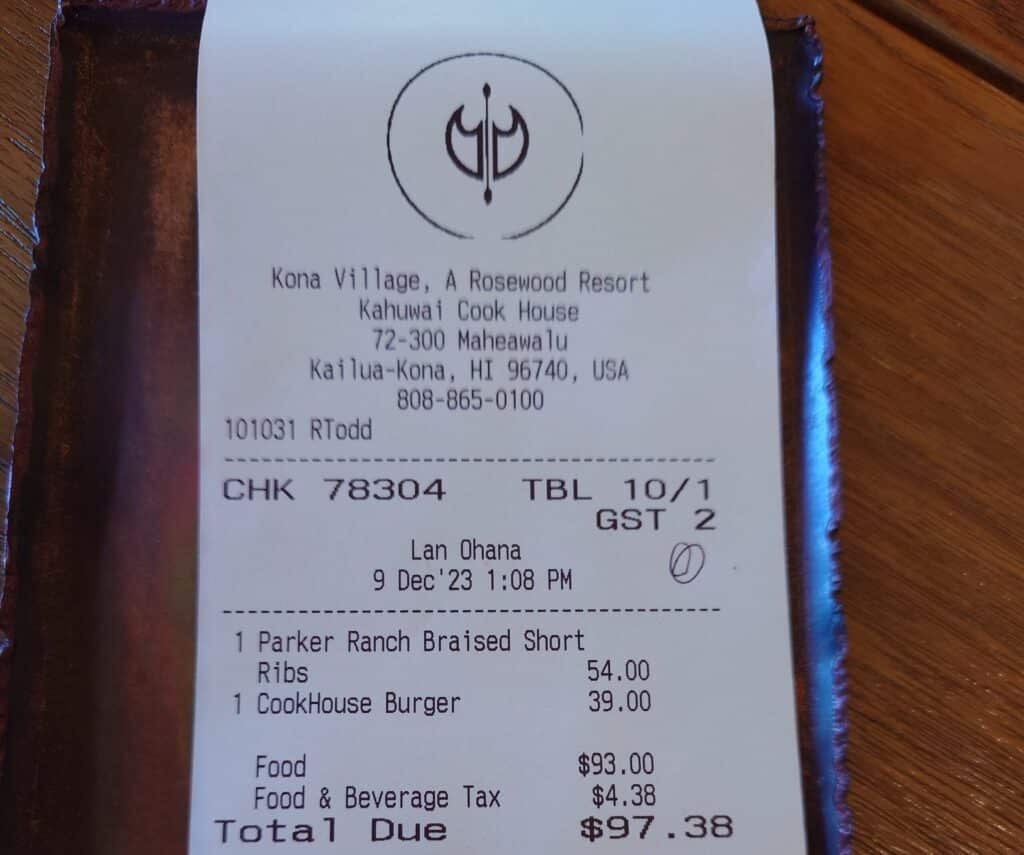 Kona Village, A Rosewood Resort
Kahuwai Cook House
72-300 Maheawalu
Kailua-Kona, HI 96740, USA
808-865-0100
101031 RTodd
CHK 78304 TBL 10/1
GST 2
Lan Ohana
9 Dec'23 1:08 PM
1 Parker Ranch Braised Short
Ribs 54.00
1 CookHouse Burger 39.00
Food $93.00
Food & Beverage Tax $4.38
Total Due $97.38